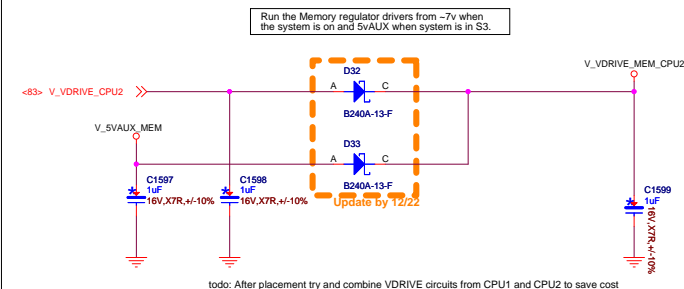 Run the Memory regulator drivers from ~7v when
the system is on and 5vAUX when system is in S3.
V_VDRIVE_MEM_CPU2
D32
<83> V_VDRIVE_CPU2
A
C
B240A-13-F
V_5VAUX_MEM
D33
A
C
B240A-13-F
C1597
1uF
16V,X7R,+/-10%
C1598
1uF
16V,X7R,+/-10%
Update by 12/22
C1599
1uF
16V,X7R,+/-10%
todo: After placement try and combine VDRIVE circuits from CPU1 and CPU2 to save cost